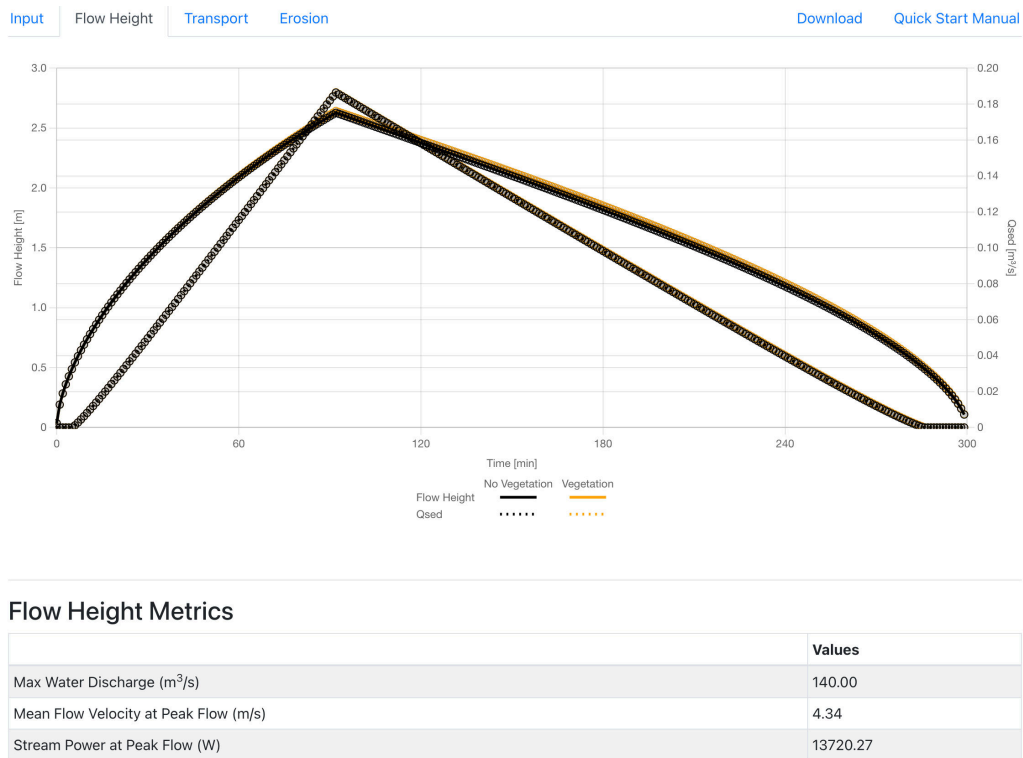 Input Flow Height Transport Erosion Download Quick Start Manual
3.0 0.20
0.18
2.5 0.16
0.14
2.0
0.12
1.5 0.10
0.08
1.0
0.06
0.5 0.04
0.02
0 0
Flow Height [m]
Qsed [m³/s]
0 60 120 180 240 300
Time [min]
No Vegetation Vegetation
Flow Height
Qsed
Flow Height Metrics
Values
Max Water Discharge (m³/s) 140.00
Mean Flow Velocity at Peak Flow (m/s) 4.34
Stream Power at Peak Flow (W) 13720.27